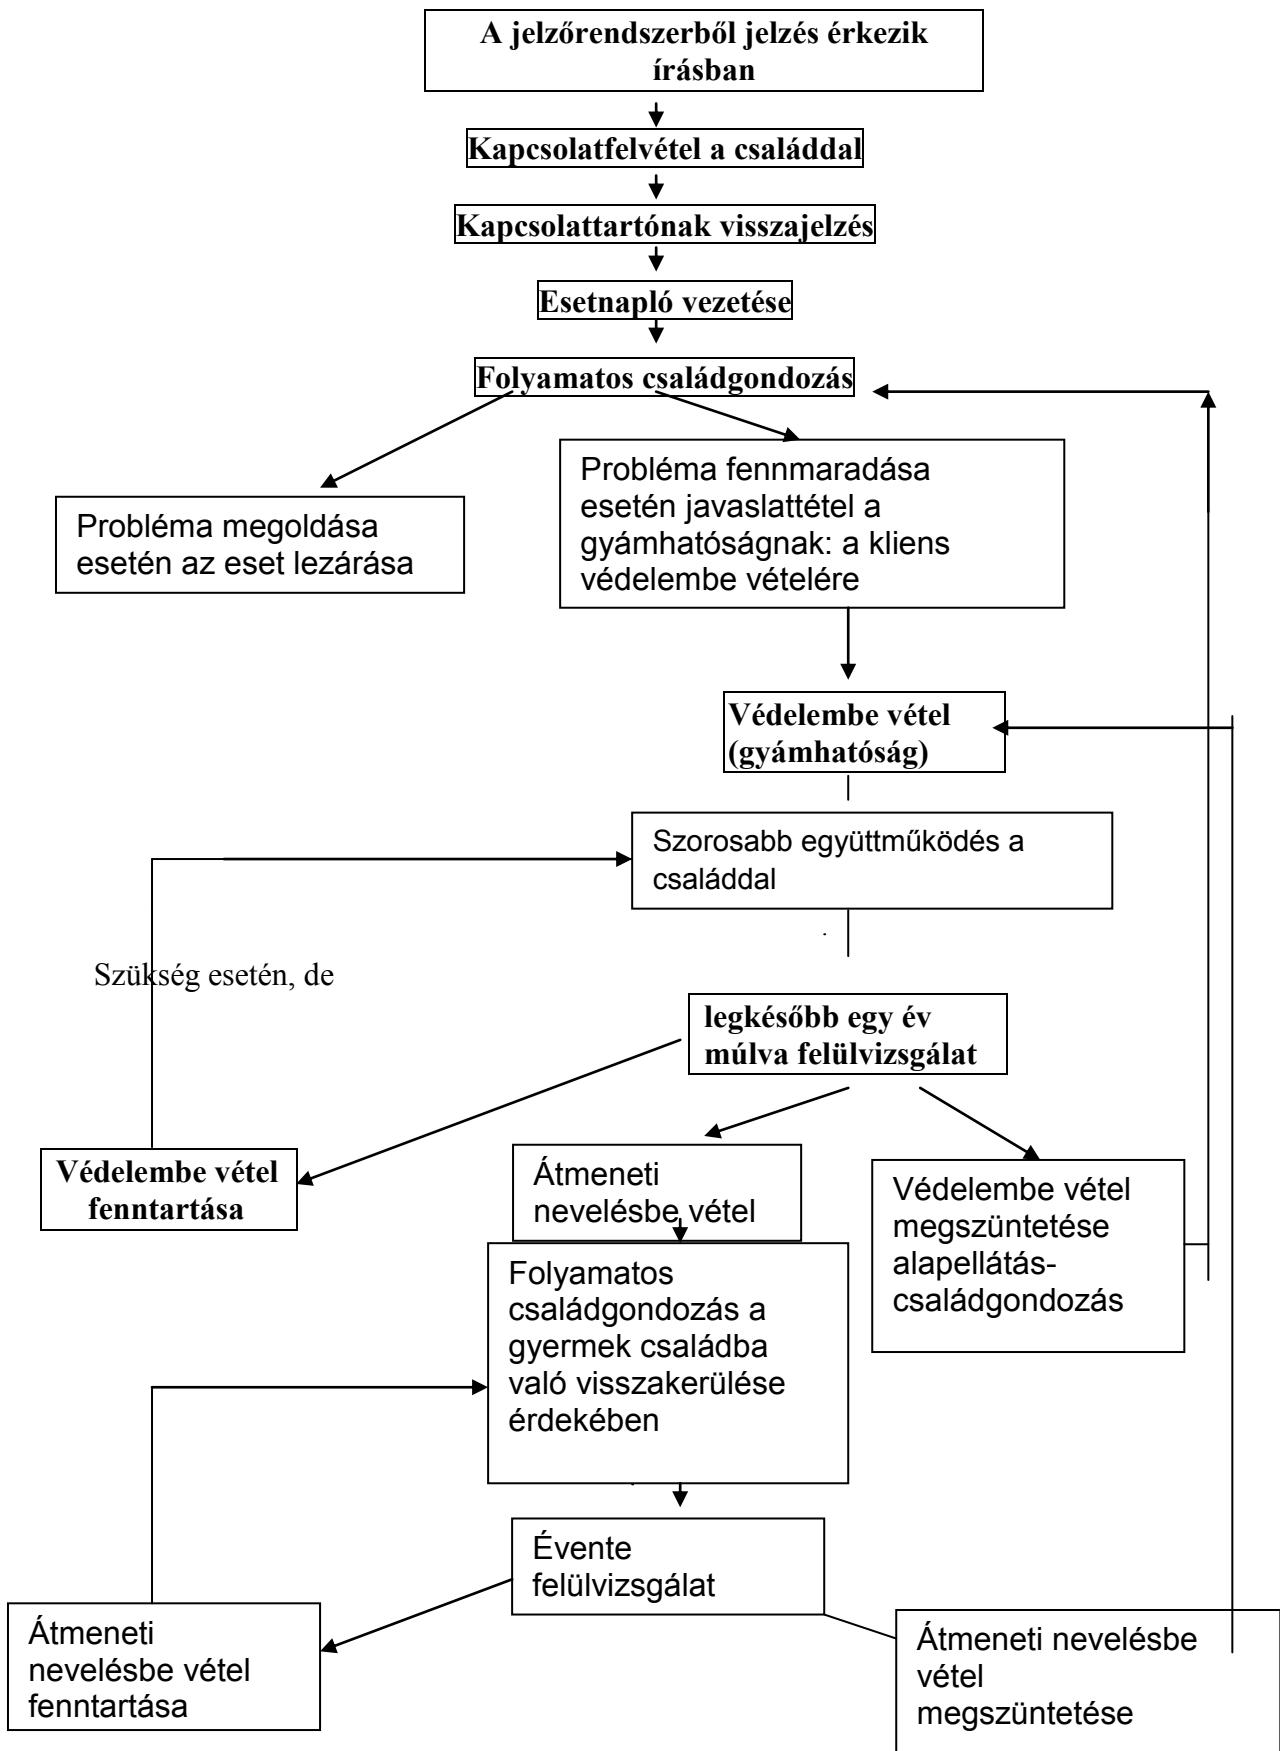 A jelzőrendszerből jelzés érkezik
írásban
Kapcsolatfelvétel a családdal
Kapcsolattartónak visszajelzés
Esetnapló vezetése
Folyamatos családgondozás
Probléma megoldása
esetén az eset lezárása
Probléma fennmaradása
esetén javaslattétel a
gyámhatóságnak: a kliens
védelembe vételére
Védelembe vétel
(gyámhatóság)
Szorosabb együttműködés a
családdal
.
Szükség esetén, de
legkésőbb egy év
múlva felülvizsgálat
Védelembe vétel
fenntartása
Átmeneti
nevelésbe vétel
Védelembe vétel
megszüntetése
alapellátás-
családgondozás
Folyamatos
családgondozás a
gyermek családba
való visszakerülése
érdekében
Évente
felülvizsgálat
Átmeneti
nevelésbe vétel
fenntartása
Átmeneti nevelésbe
vétel
megszüntetése